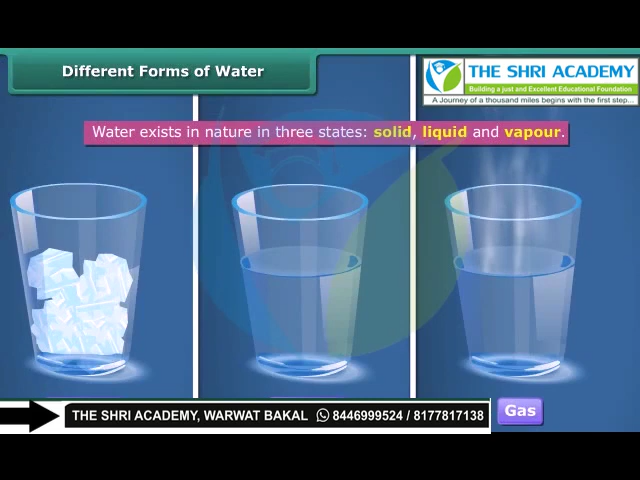 Different Forms of Water
THE SHRI ACADEMY
Building a just and Excellent Educational Foundation
A Journey of a thousand miles begins with the first step...
Water exists in nature in three states: solid, liquid and vapour.
THE SHRI ACADEMY, WARWAT BAKAL 8446999524 / 8177817138
Gas